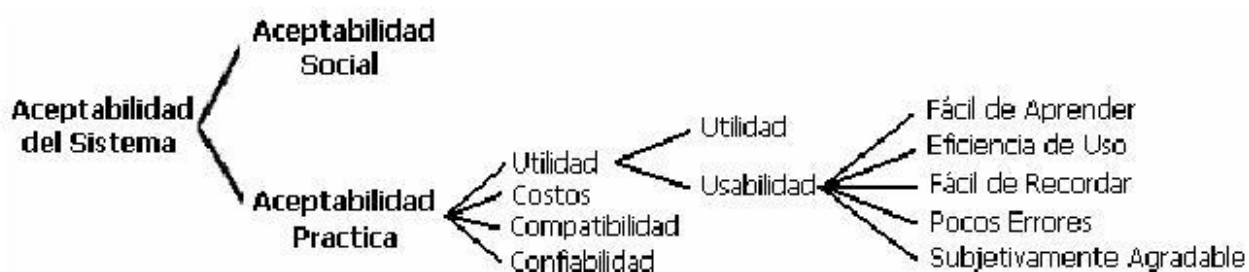 Aceptabilidad
Social
Aceptabilidad
del Sistema
Aceptabilidad
Practica
Utilidad
Costos
Compatibilidad
Confiabilidad
Utilidad
Usabilidad
Fácil de Aprender
Eficiencia de Uso
Fácil de Recordar
Pocos Errores
Subjetivamente Agradable